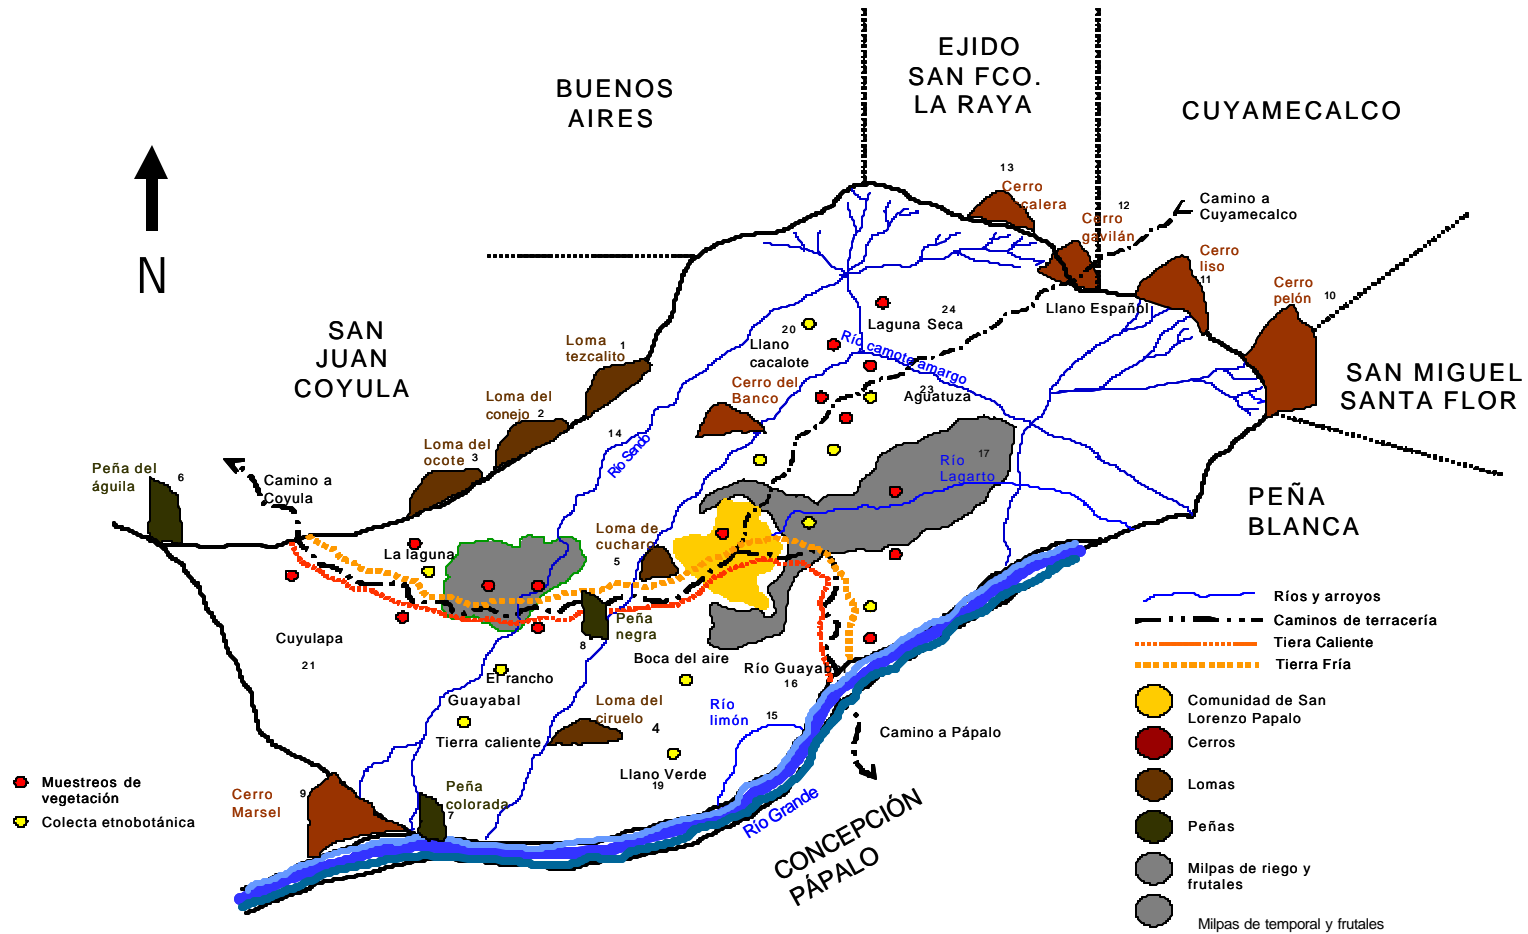 EJIDO
SAN FCO.
LA RAYA
BUENOS
AIRES
CUYAMECALCO
N
13
Cerro
calera
12
Cerro
gavilán
Camino a
Cuyamecalco
Cerro
liso
11
Cerro
pelón
10
Llano Español
SAN
JUAN
COYULA
Loma
tezcalito
1
20
Llano
cacalote
24
Laguna Seca
Río camote amargo
23
Aguatuza
Cerro del
Banco
SAN MIGUEL
SANTA FLOR
Loma del
conejo
2
Loma del
ocote
3
14
Río Sendo
Peña del
águila
6
Camino a
Coyula
Río
Lagarto
17
PEÑA
BLANCA
La laguna
Loma de
cucharo
5
Cuyulapa
21
Peña
negra
8
Boca del aire
Río Guayab
16
El rancho
Guayabal
Tierra caliente
Loma del
ciruelo
4
Río
limón
15
Camino a Pápalo
Llano Verde
19
Cerro
Marsel
9
Peña
colorada
7
Río Grande
CONCEPCIÓN
PÁPALO
Muestreos de
vegetación
Colecta etnobotánica
Ríos y arroyos
Caminos de terracería
Tiera Caliente
Tierra Fría
Comunidad de San
Lorenzo Papalo
Cerros
Lomas
Peñas
Milpas de riego y
frutales
Milpas de temporal y frutales